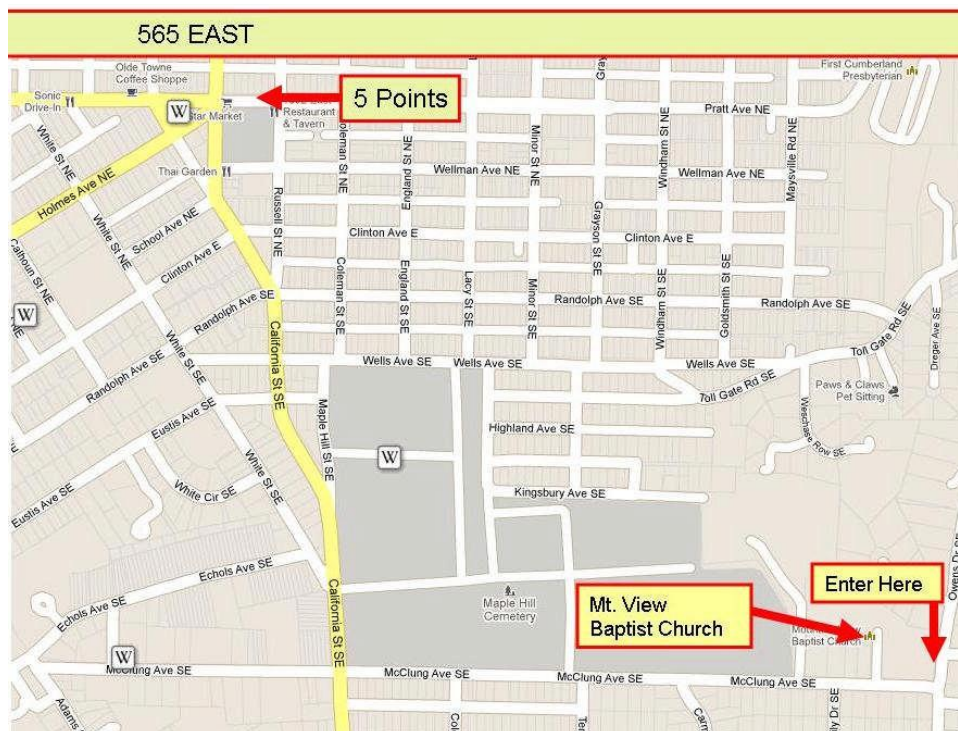 565 EAST
Olde Towne
Coffee Shoppe
First Cumberland
Presbyterian
Sonic
Drive-In
5 Points
W
Star Market
Restaurant
& Tavern
Pratt Ave NE
Thai Garden
Holmes Ave NE
White St NE
Wellman Ave NE
Wellman Ave NE
Coleman St NE
England St NE
Minor St NE
Windham St NE
Maysville Rd NE
Russell St NE
School Ave NE
White St NE
Clinton Ave E
Clinton Ave E
Clinton Ave E
Grayson St SE
Calhoun St NE
Coleman St SE
England St SE
Lacy St SE
Minor St SE
Windham St SE
Goldsmith St SE
Randolph Ave SE
Randolph Ave SE
Randolph Ave SE
Randolph Ave SE
Toll Gate Rd SE
Dreger Ave SE
W
White St SE
California St SE
Wells Ave SE
Wells Ave SE
Wells Ave SE
Toll Gate Rd SE
Paws & Claws
Pet Sitting
Eustis Ave SE
Maple Hill St SE
Highland Ave SE
Weschase Row SE
W
White St SE
White Cir SE
Eustis Ave SE
Kingsbury Ave SE
Echols Ave SE
Echols Ave SE
California St SE
Maple Hill
Cemetery
Mt. View
Baptist Church
Enter Here
Owens Dr SE
Baptist Church
W
McClung Ave SE
McClung Ave SE
McClung Ave SE
McClung Ave SE
Adams